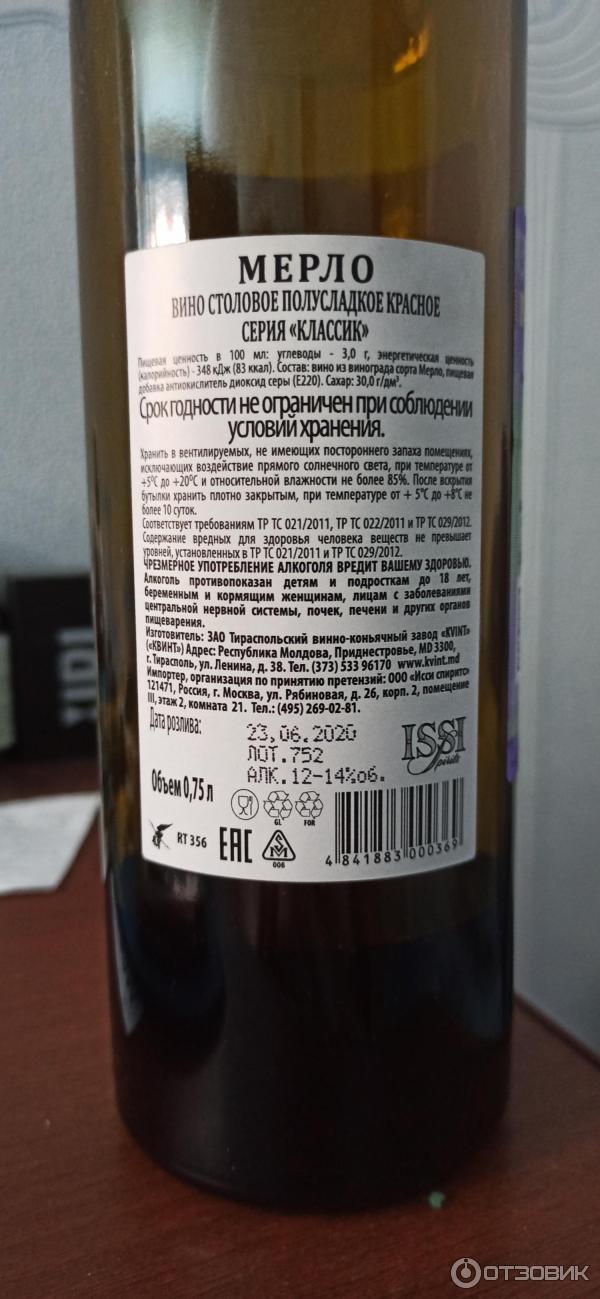 МЕРЛО
ВИНО СТОЛОВОЕ ПОЛУСЛАДКОЕ КРАСНОЕ
СЕРИЯ «КЛАССИК»
Пищевая ценность в 100 мл: углеводы - 3,0 г, энергетическая ценность
(калорийность) - 348 кДж (83 ккал). Состав: вино из винограда сорта Мерло, пищевая
добавка антиокислитель диоксид серы (Е220). Сахар: 30,0 г/дм³.
Срок годности не ограничен при соблюдении
условий хранения.
Хранить в вентилируемых, не имеющих постороннего запаха помещениях,
исключающих воздействие прямого солнечного света, при температуре от
+5⁰С до +20⁰С и относительной влажности не более 85%. После вскрытия
бутылки хранить плотно закрытым, при температуре от + 5⁰С до +8⁰С не
более 10 суток.
Соответствует требованиям ТР ТС 021/2011, ТР ТС 022/2011 и ТР ТС 029/2012.
Содержание вредных для здоровья человека веществ не превышает
уровней, установленных в ТР ТС 021/2011 и ТР ТС 029/2012.
ЧРЕЗМЕРНОЕ УПОТРЕБЛЕНИЕ АЛКОГОЛЯ ВРЕДИТ ВАШЕМУ ЗДОРОВЬЮ.
Алкоголь противопоказан детям и подросткам до 18 лет,
беременным и кормящим женщинам, лицам с заболеваниями
центральной нервной системы, почек, печени и других органов
пищеварения.
Изготовитель: ЗАО Тираспольский винно-коньячный завод «KVINT»
(«КВИНТ») Адрес: Республика Молдова, Приднестровье, MD 3300,
г. Тирасполь, ул. Ленина, д. 38. Тел. (373) 533 96170 www.kvint.md
Импортер, организация по принятию претензий: ООО «Исси спиритс»
121471, Россия, г. Москва, ул. Рябиновая, д. 26, корп. 2, помещение
III, этаж 2, комната 21. Тел.: (495) 269-02-81.
Дата розлива:
23.06.2020
ЛОТ.752
АЛК.12-14%об.
ISSI
Spirits
Объем 0,75 л
GL
FOR
RT 356
EAC
SM
006
4 841883 000369
ОТЗОВИК